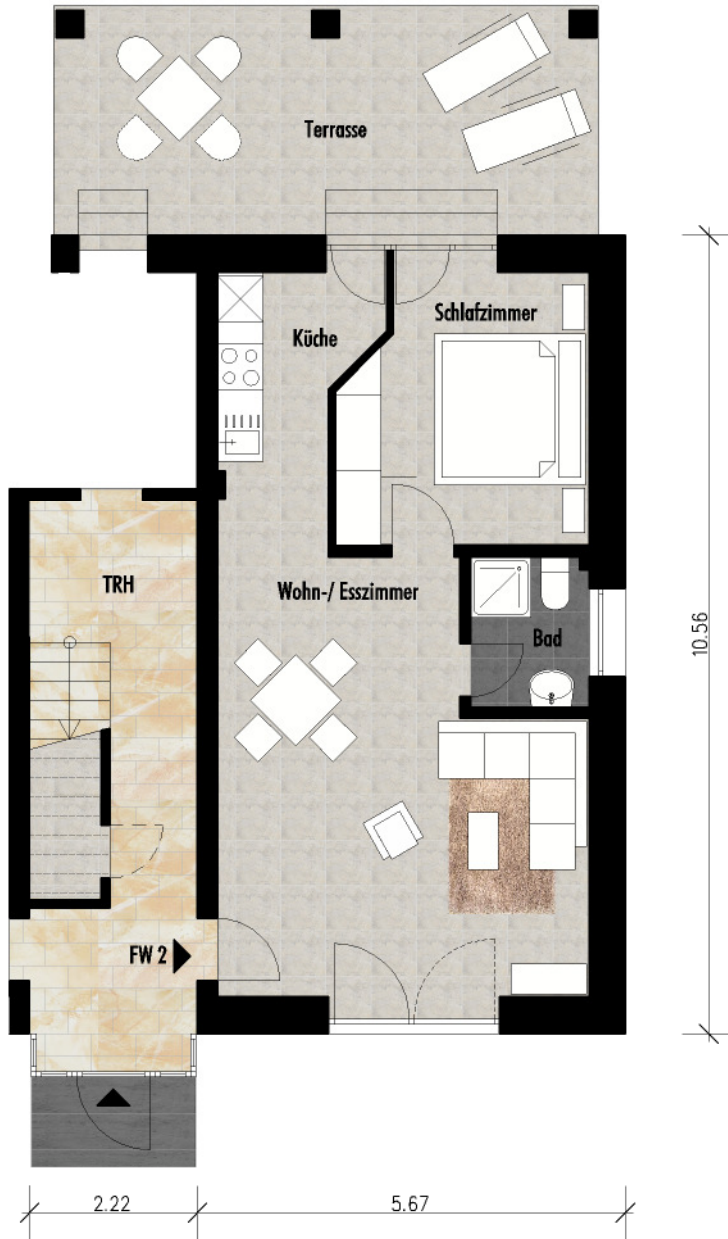 Terrasse
Schlafzimmer
Küche
TRH
Wohn-/ Esszimmer
Bad
10.56
FW 2
2.22
5.67